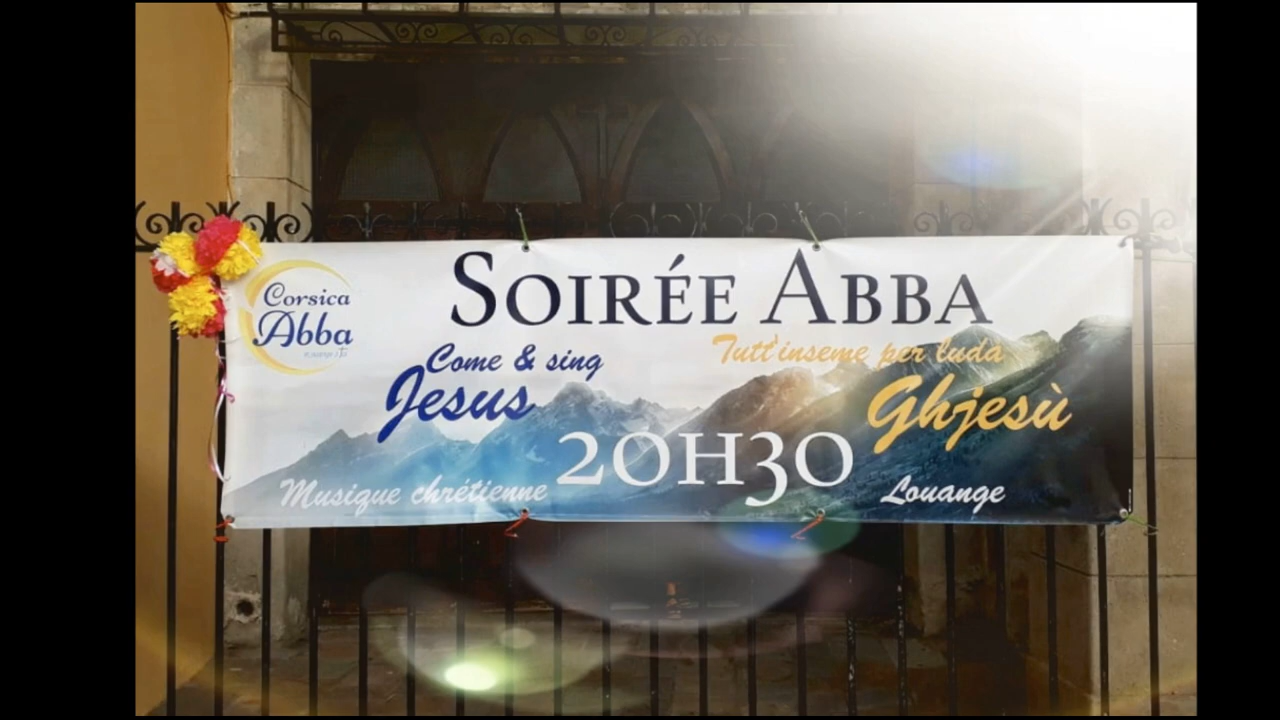 Corsica
Abba
SOIRÉE ABBA
Come & sing
Jesus
Tutt'inseme per luda
Ghjesù
20H30
Musique chrétienne
Louange